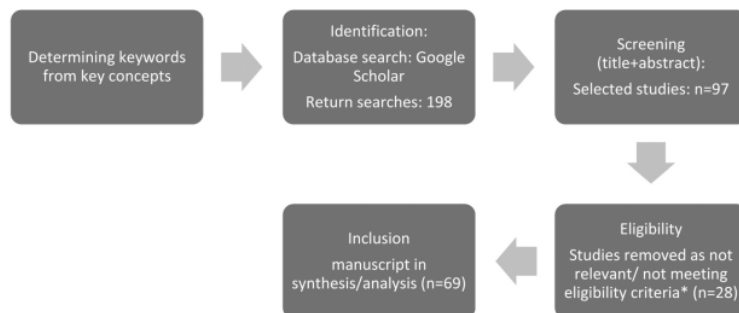 Determining keywords
from key concepts
Identification:
Database search: Google
Scholar
Return searches: 198
Screening
(title+abstract):
Selected studies: n=97
Eligibility
Studies removed as not
relevant/ not meeting
eligibility criteria* (n=28)
Inclusion
manuscript in
synthesis/analysis (n=69)